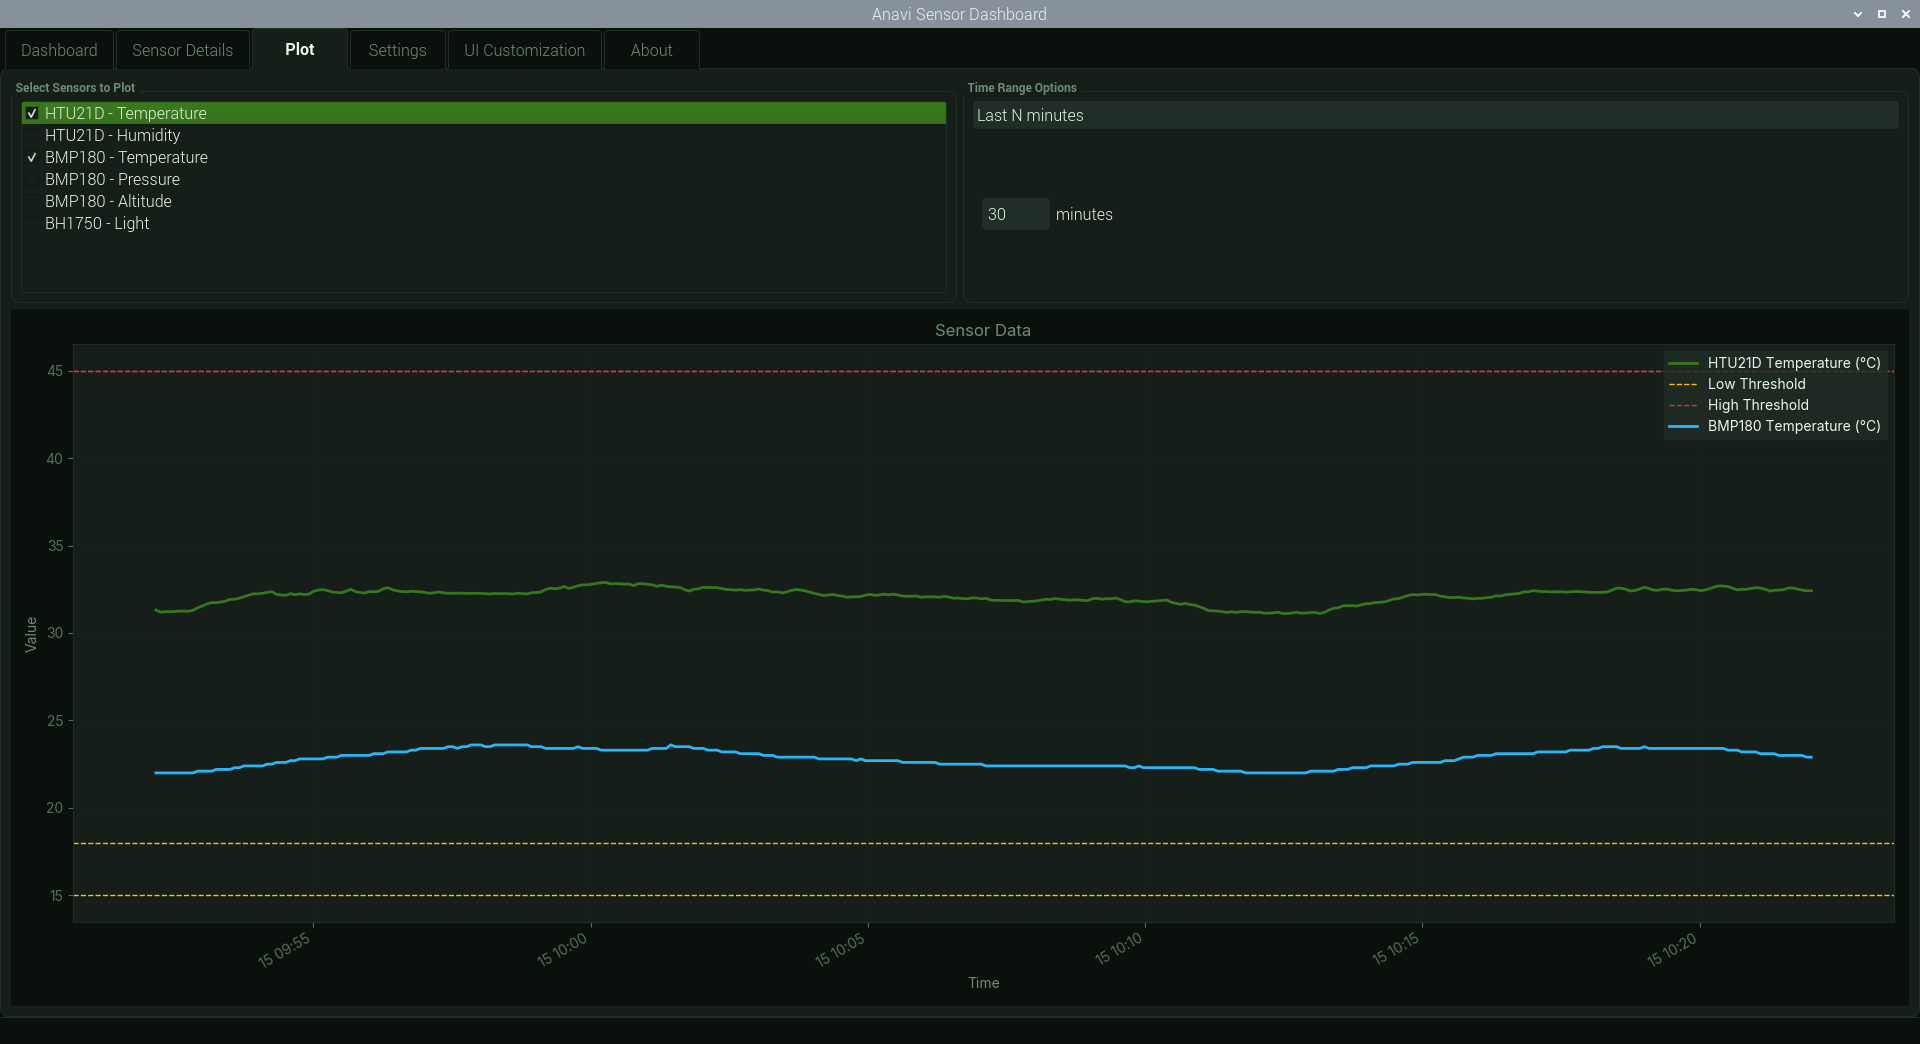 Anavi Sensor Dashboard
Dashboard
Sensor Details
Plot
Settings
UI Customization
About
Select Sensors to Plot
HTU21D - Temperature
HTU21D - Humidity
BMP180 - Temperature
BMP180 - Pressure
BMP180 - Altitude
BH1750 - Light
Time Range Options
Last N minutes
30 minutes
Sensor Data
HTU21D Temperature (°C)
Low Threshold
High Threshold
BMP180 Temperature (°C)
45
40
35
30
25
20
15
Value
15 09:55
15 10:00
15 10:05
15 10:10
15 10:15
15 10:20
Time